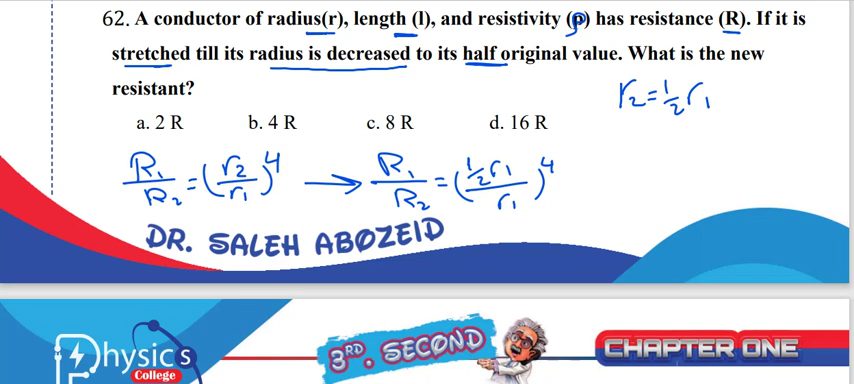 62. A conductor of radius(r), length (l), and resistivity (ρ) has resistance (R). If it is
stretched till its radius is decreased to its half original value. What is the new
resistant?
r₂ = ½ r₁
a. 2 R b. 4 R c. 8 R d. 16 R
R₁/R₂ = (r₂/r₁)⁴ → R₁/R₂ = (½r₁/r₁)⁴
DR. SALEH ABOZEID
Physics
College
3RD. SECOND
CHAPTER ONE